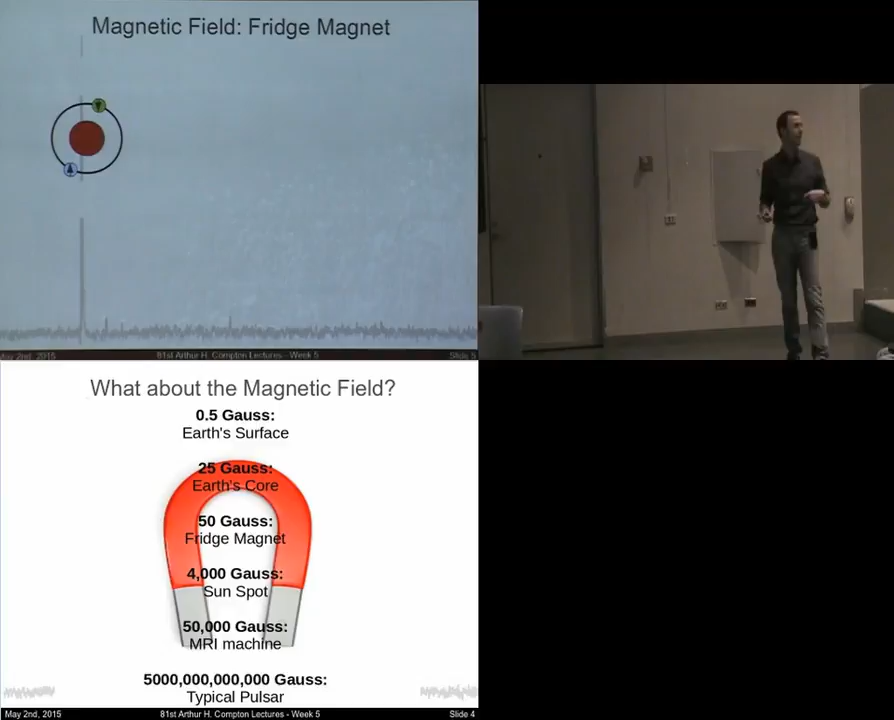 Magnetic Field: Fridge Magnet
May 2nd, 2015
81st Arthur H. Compton Lectures - Week 5
Slide 5
What about the Magnetic Field?
0.5 Gauss:
Earth's Surface
25 Gauss:
Earth's Core
50 Gauss:
Fridge Magnet
4,000 Gauss:
Sun Spot
50,000 Gauss:
MRI machine
5000,000,000,000 Gauss:
Typical Pulsar
May 2nd, 2015
81st Arthur H. Compton Lectures - Week 5
Slide 4